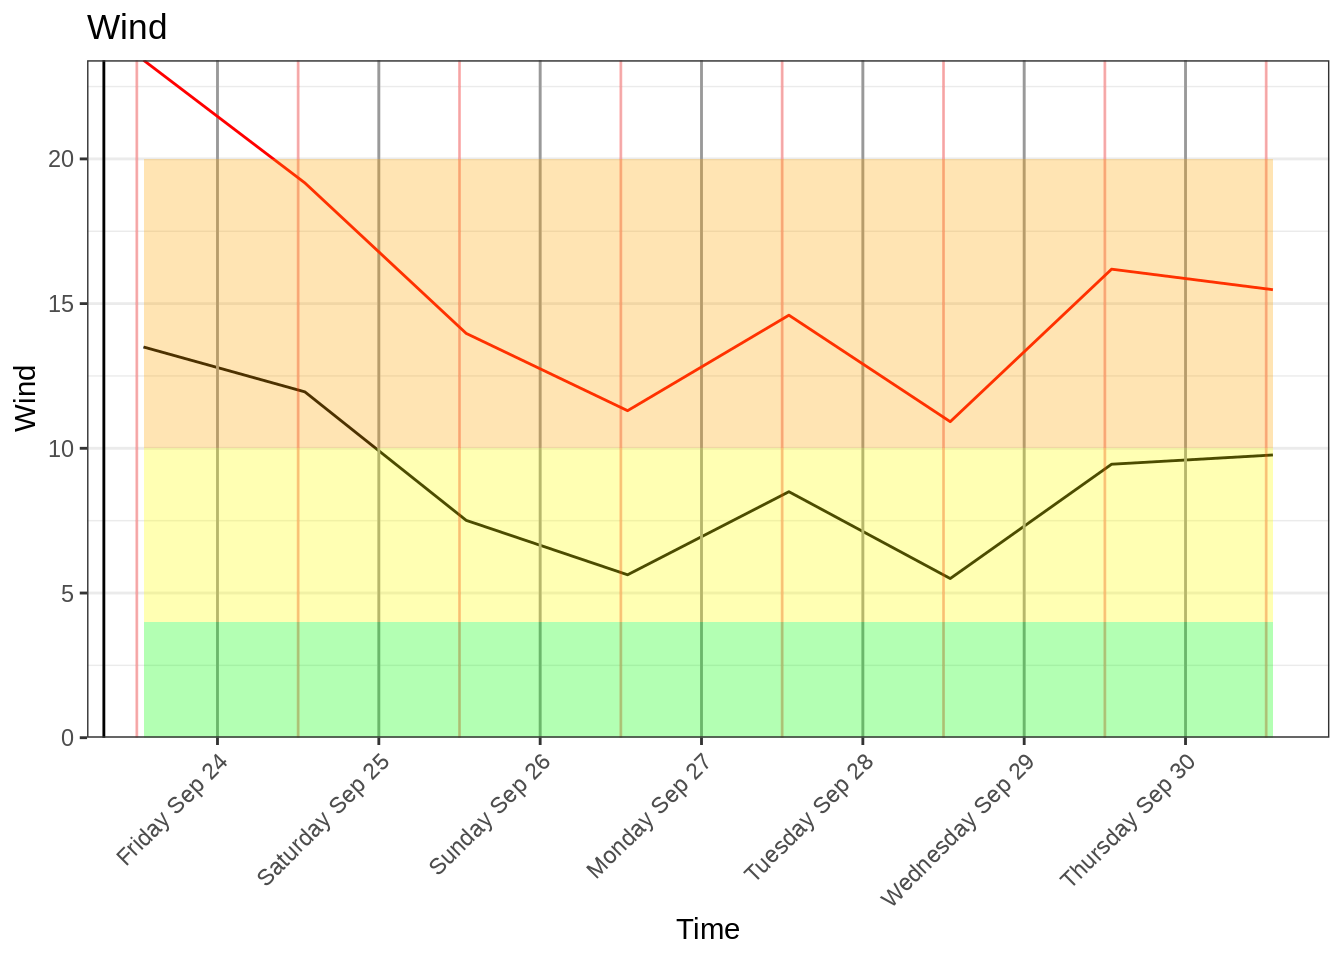 Wind
Wind
20
15
10
5
0
Friday Sep 24
Saturday Sep 25
Sunday Sep 26
Monday Sep 27
Tuesday Sep 28
Wednesday Sep 29
Thursday Sep 30
Time